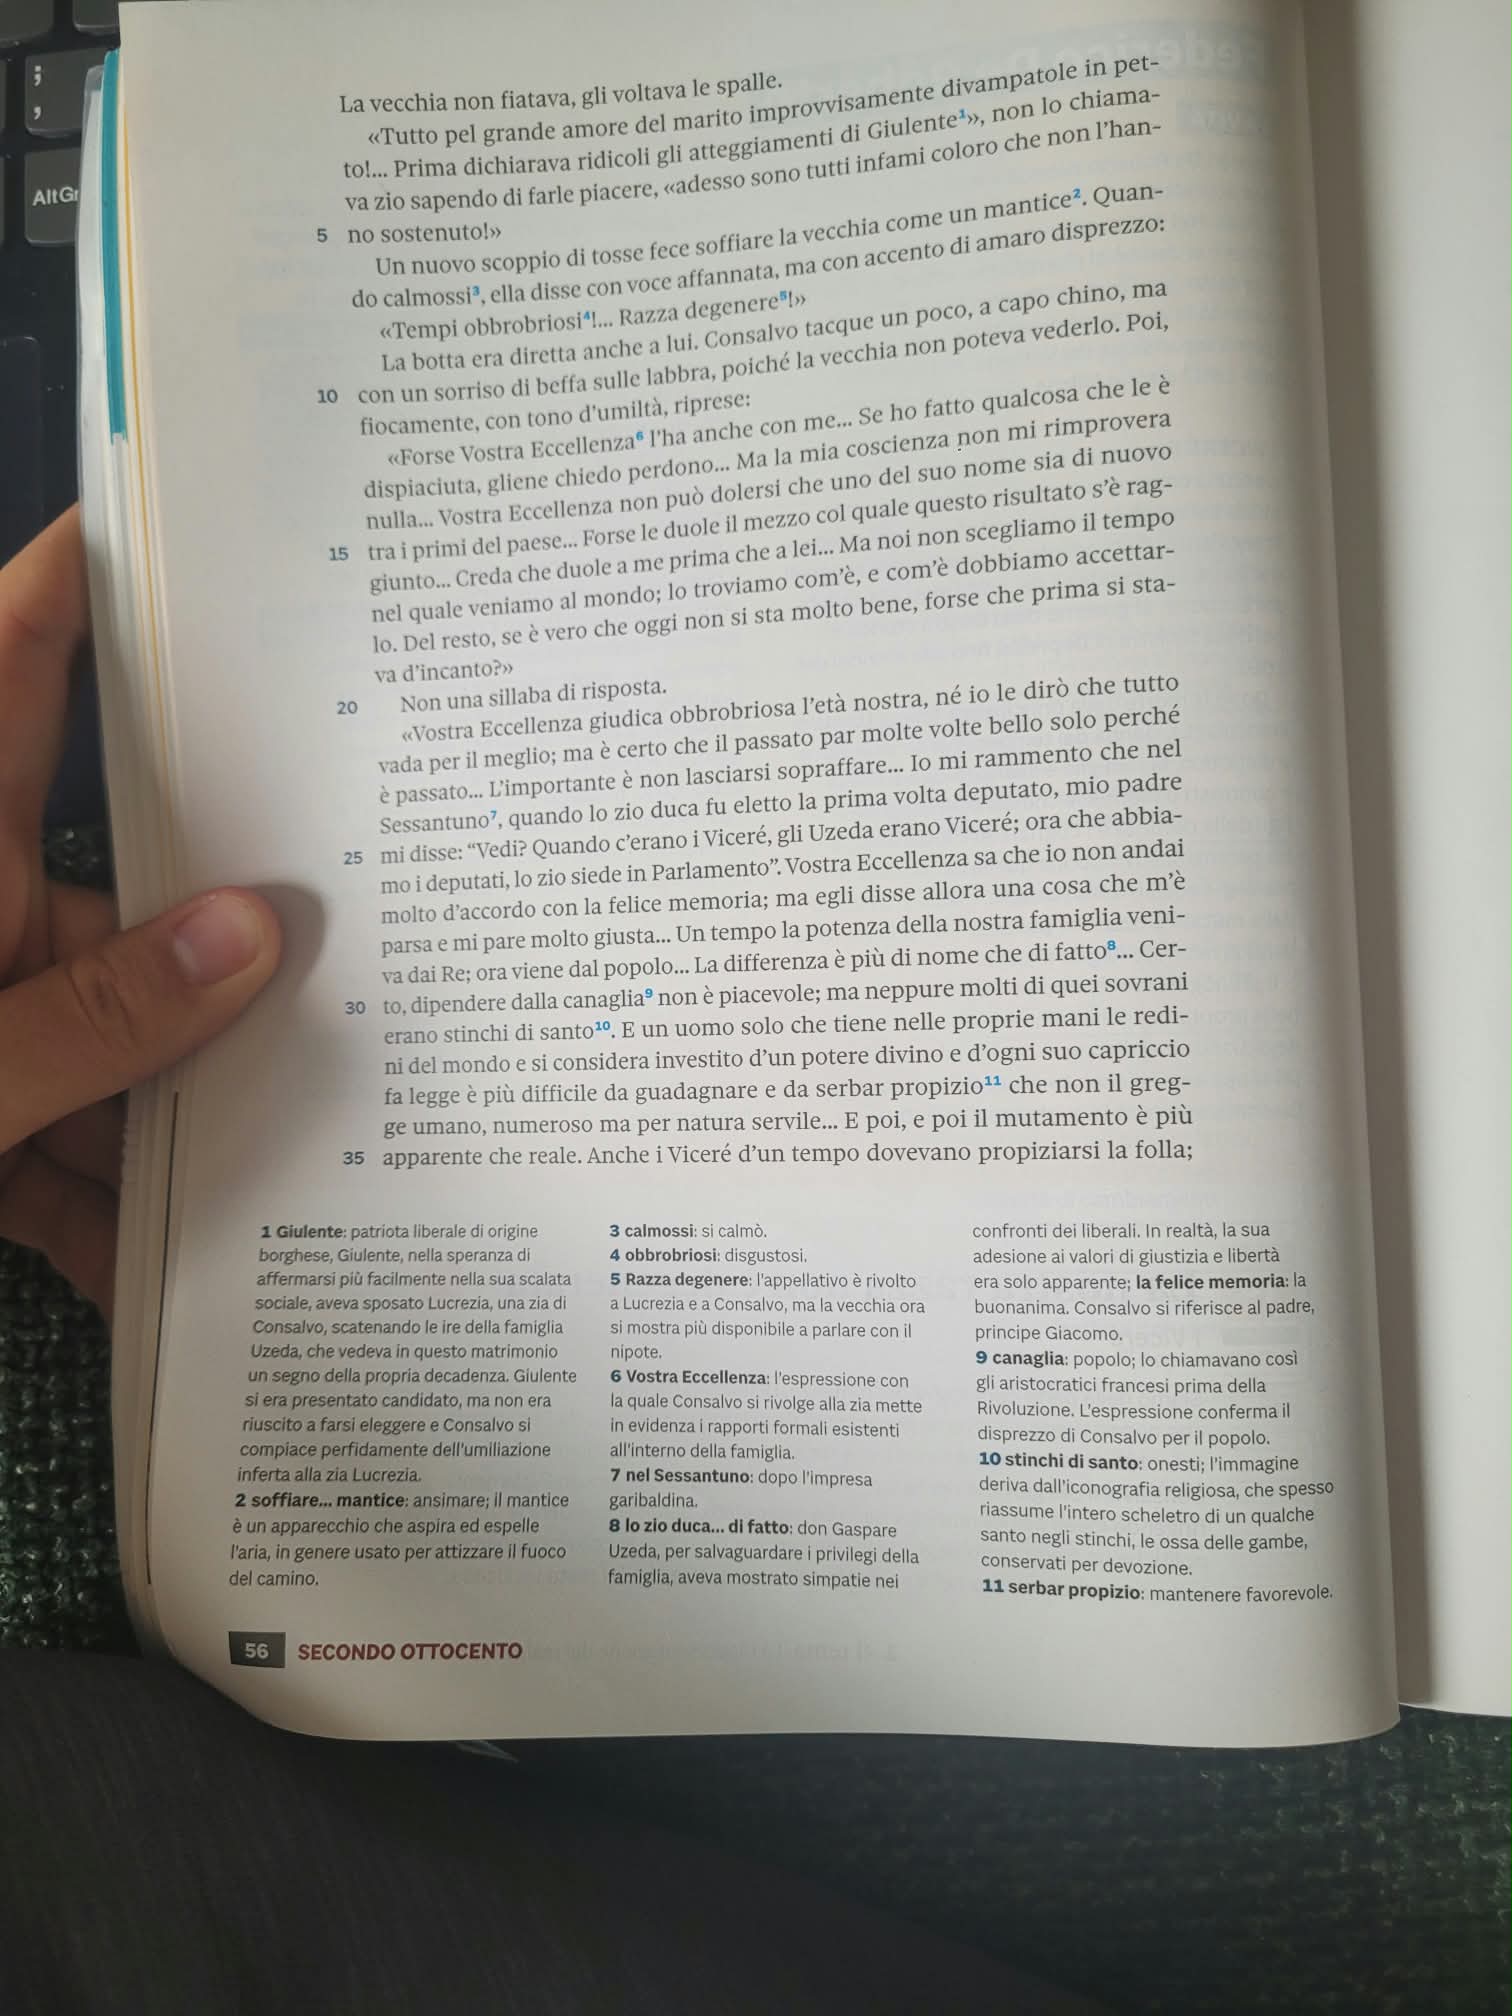 ;
,
AltGr
La vecchia non fiatava, gli voltava le spalle.
«Tutto pel grande amore del marito improvvisamente divampatole in pet-
to!... Prima dichiarava ridicoli gli atteggiamenti di Giulente¹», non lo chiama-
va zio sapendo di farle piacere, «adesso sono tutti infami coloro che non l'han-
5 no sostenuto!»
Un nuovo scoppio di tosse fece soffiare la vecchia come un mantice². Quan-
do calmossi³, ella disse con voce affannata, ma con accento di amaro disprezzo:
«Tempi obbrobriosi⁴!... Razza degenere⁵!»
La botta era diretta anche a lui. Consalvo tacque un poco, a capo chino, ma
10 con un sorriso di beffa sulle labbra, poiché la vecchia non poteva vederlo. Poi,
fiocamente, con tono d'umiltà, riprese:
«Forse Vostra Eccellenza⁶ l'ha anche con me... Se ho fatto qualcosa che le è
dispiaciuta, gliene chiedo perdono... Ma la mia coscienza non mi rimprovera
nulla... Vostra Eccellenza non può dolersi che uno del suo nome sia di nuovo
15 tra i primi del paese... Forse le duole il mezzo col quale questo risultato s'è rag-
giunto... Creda che duole a me prima che a lei... Ma noi non scegliamo il tempo
nel quale veniamo al mondo; lo troviamo com'è, e com'è dobbiamo accettar-
lo. Del resto, se è vero che oggi non si sta molto bene, forse che prima si sta-
va d'incanto?»
20 Non una sillaba di risposta.
«Vostra Eccellenza giudica obbrobriosa l'età nostra, né io le dirò che tutto
vada per il meglio; ma è certo che il passato par molte volte bello solo perché
è passato... L'importante è non lasciarsi sopraffare... Io mi rammento che nel
Sessantuno⁷, quando lo zio duca fu eletto la prima volta deputato, mio padre
25 mi disse: "Vedi? Quando c'erano i Viceré, gli Uzeda erano Viceré; ora che abbia-
mo i deputati, lo zio siede in Parlamento". Vostra Eccellenza sa che io non andai
molto d'accordo con la felice memoria; ma egli disse allora una cosa che m'è
parsa e mi pare molto giusta... Un tempo la potenza della nostra famiglia veni-
va dai Re; ora viene dal popolo... La differenza è più di nome che di fatto⁸... Cer-
30 to, dipendere dalla canaglia⁹ non è piacevole; ma neppure molti di quei sovrani
erano stinchi di santo¹⁰. E un uomo solo che tiene nelle proprie mani le redi-
ni del mondo e si considera investito d'un potere divino e d'ogni suo capriccio
fa legge è più difficile da guadagnare e da serbar propizio¹¹ che non il greg-
ge umano, numeroso ma per natura servile... E poi, e poi il mutamento è più
35 apparente che reale. Anche i Viceré d'un tempo dovevano propiziarsi la folla;
1 Giulente: patriota liberale di origine
borghese, Giulente, nella speranza di
affermarsi più facilmente nella sua scalata
sociale, aveva sposato Lucrezia, una zia di
Consalvo, scatenando le ire della famiglia
Uzeda, che vedeva in questo matrimonio
un segno della propria decadenza. Giulente
si era presentato candidato, ma non era
riuscito a farsi eleggere e Consalvo si
compiace perfidamente dell'umiliazione
inferta alla zia Lucrezia.
2 soffiare... mantice: ansimare; il mantice
è un apparecchio che aspira ed espelle
l'aria, in genere usato per attizzare il fuoco
del camino.
3 calmossi: si calmò.
4 obbrobriosi: disgustosi.
5 Razza degenere: l'appellativo è rivolto
a Lucrezia e a Consalvo, ma la vecchia ora
si mostra più disponibile a parlare con il
nipote.
6 Vostra Eccellenza: l'espressione con
la quale Consalvo si rivolge alla zia mette
in evidenza i rapporti formali esistenti
all'interno della famiglia.
7 nel Sessantuno: dopo l'impresa
garibaldina.
8 lo zio duca... di fatto: don Gaspare
Uzeda, per salvaguardare i privilegi della
famiglia, aveva mostrato simpatie nei
confronti dei liberali. In realtà, la sua
adesione ai valori di giustizia e libertà
era solo apparente; la felice memoria: la
buonanima. Consalvo si riferisce al padre,
principe Giacomo.
9 canaglia: popolo; lo chiamavano così
gli aristocratici francesi prima della
Rivoluzione. L'espressione conferma il
disprezzo di Consalvo per il popolo.
10 stinchi di santo: onesti; l'immagine
deriva dall'iconografia religiosa, che spesso
riassume l'intero scheletro di un qualche
santo negli stinchi, le ossa delle gambe,
conservati per devozione.
11 serbar propizio: mantenere favorevole.
56 SECONDO OTTOCENTO